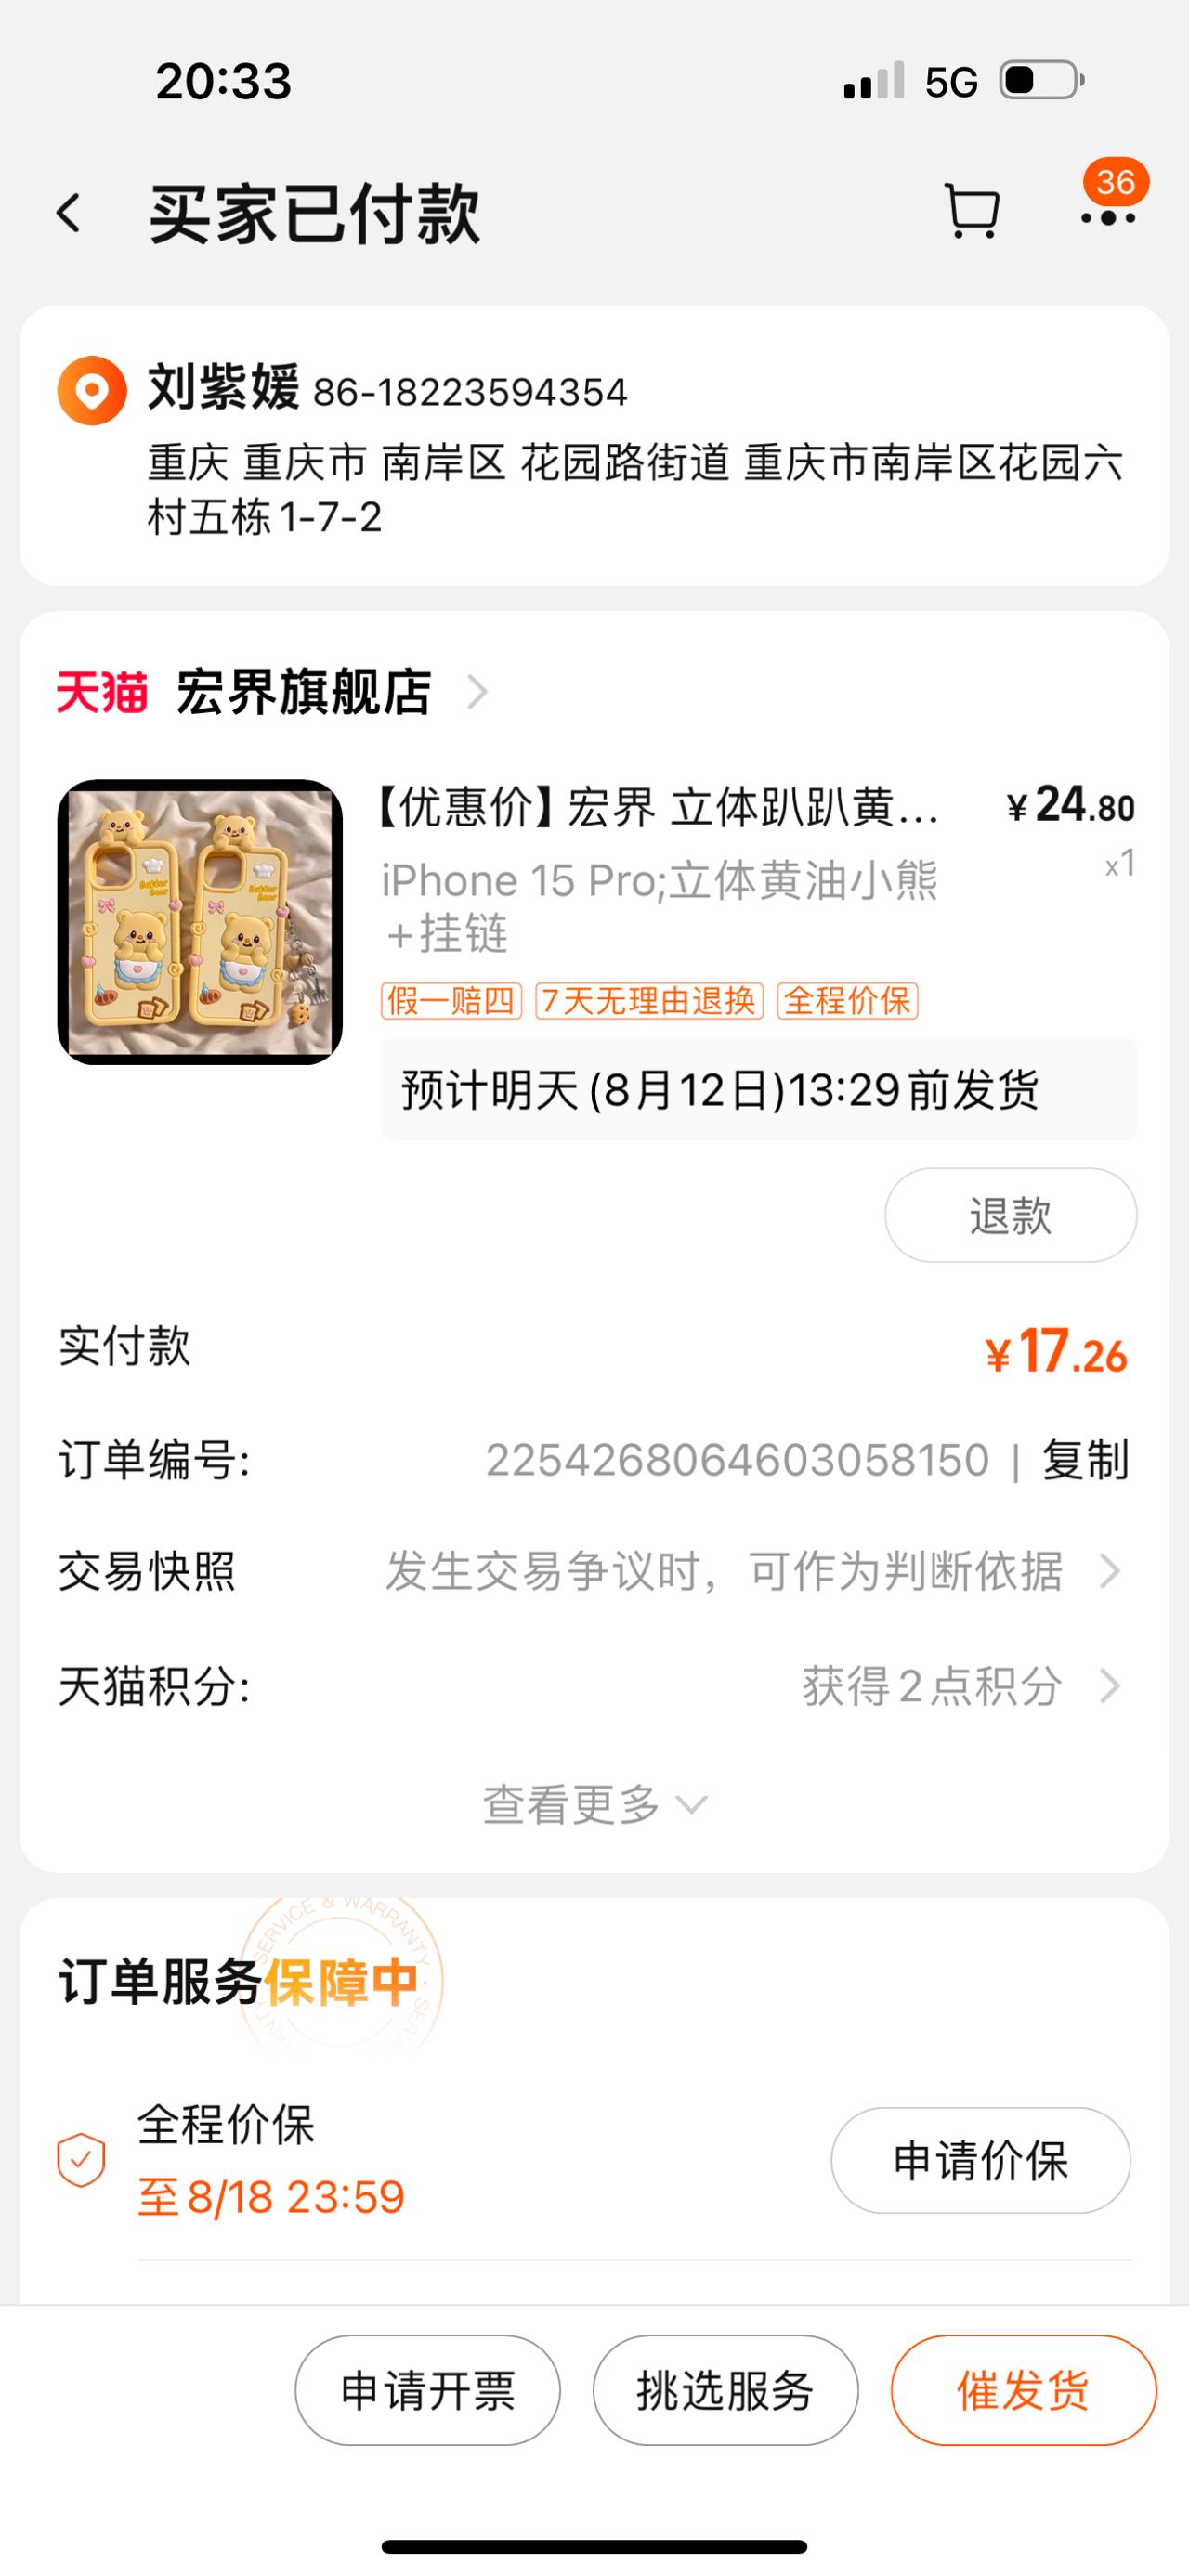 20:33
5G
买家已付款
36
刘紫媛 86-18223594354
重庆 重庆市 南岸区 花园路街道 重庆市南岸区花园六
村五栋1-7-2
天猫 宏界旗舰店
【优惠价】宏界 立体趴趴黄... ¥24.80
iPhone 15 Pro;立体黄油小熊 x1
+挂链
假一赔四 7天无理由退换 全程价保
预计明天(8月12日)13:29前发货
退款
实付款 ¥17.26
订单编号: 2254268064603058150 | 复制
交易快照 发生交易争议时，可作为判断依据
天猫积分: 获得2点积分
查看更多
SERVICE & WARRANTY
订单服务保障中
全程价保
至8/18 23:59
申请价保
申请开票 挑选服务 催发货